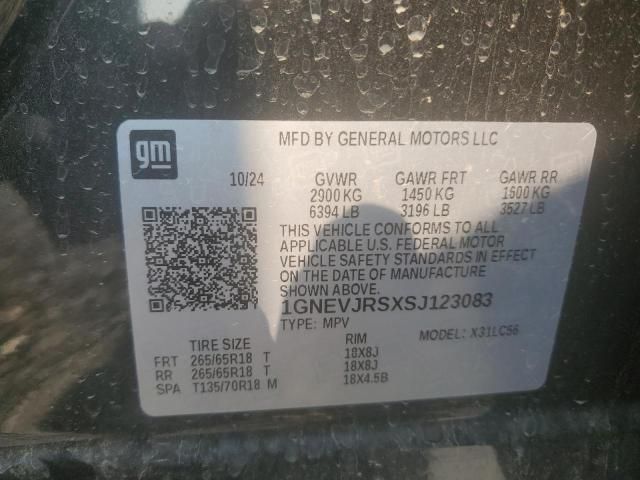 gm
MFD BY GENERAL MOTORS LLC
10/24 GVWR GAWR FRT GAWR RR
2900 KG 1450 KG 1600 KG
6394 LB 3196 LB 3527 LB
THIS VEHICLE CONFORMS TO ALL
APPLICABLE U.S. FEDERAL MOTOR
VEHICLE SAFETY STANDARDS IN EFFECT
ON THE DATE OF MANUFACTURE
SHOWN ABOVE.
1GNEVJRSXSJ123083
TYPE: MPV MODEL: X31LC56
TIRE SIZE RIM
FRT 265/65R18 T 18X8J
RR 265/65R18 T 18X8J
SPA T135/70R18 M 18X4.5B